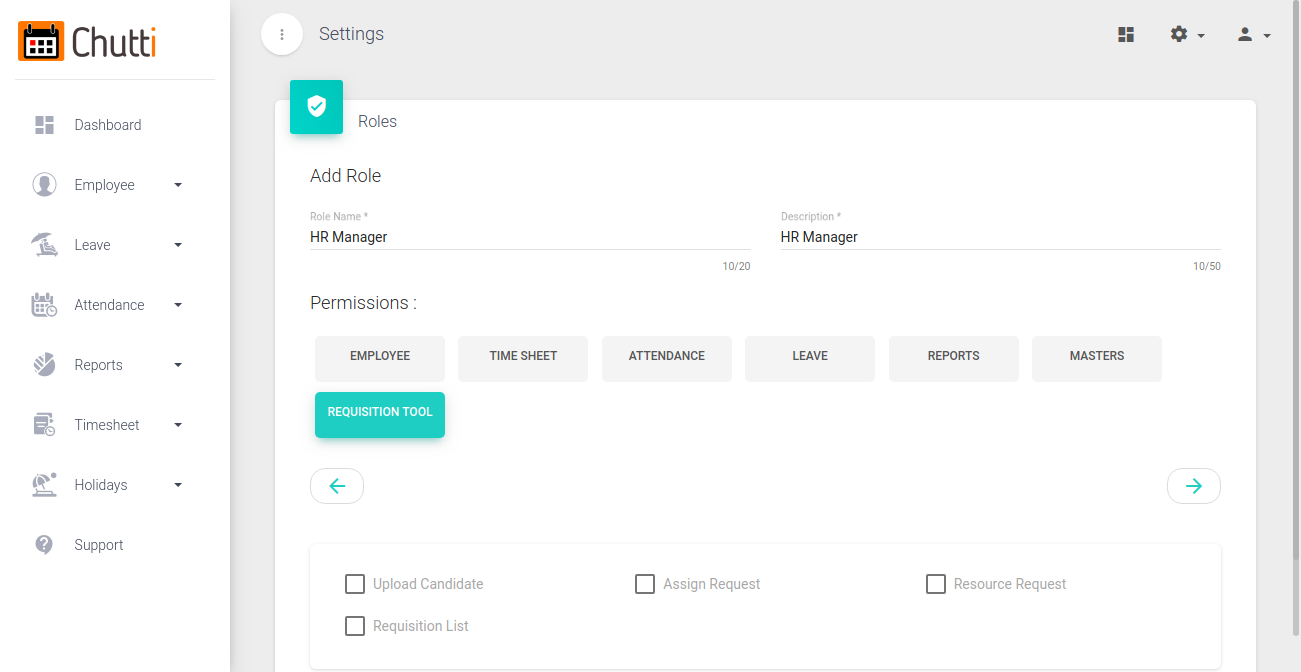 Chutti
Settings
Dashboard
Employee
Leave
Attendance
Reports
Timesheet
Holidays
Support
Roles
Add Role
Role Name *
HR Manager
10/20
Description *
HR Manager
10/50
Permissions :
EMPLOYEE
TIME SHEET
ATTENDANCE
LEAVE
REPORTS
MASTERS
REQUISITION TOOL
Upload Candidate
Assign Request
Resource Request
Requisition List